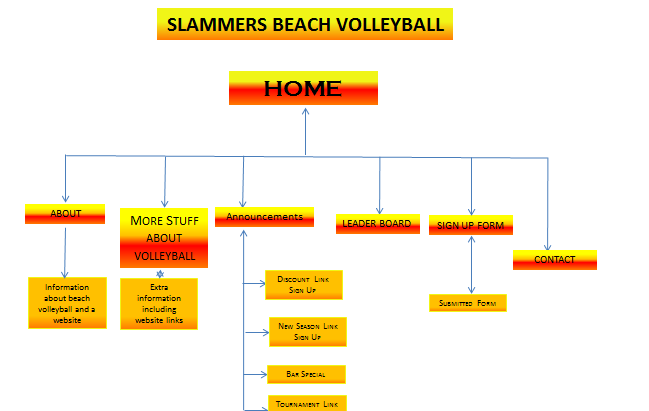 SLAMMERS BEACH VOLLEYBALL
HOME
ABOUT
MORE STUFF
ABOUT
VOLLEYBALL
Announcements
LEADER BOARD
SIGN UP FORM
CONTACT
Information
about beach
volleyball and a
website
Extra
information
including
website links
DISCOUNT LINK
SIGN UP
NEW SEASON LINK
SIGN UP
BAR SPECIAL
TOURNAMENT LINK
SUBMITTED FORM